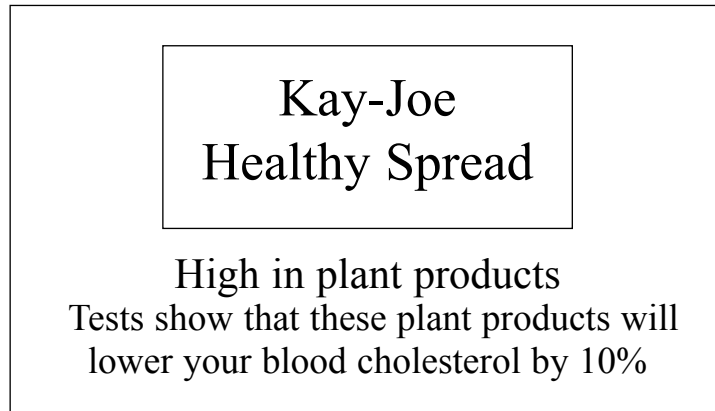 Kay-Joe
Healthy Spread
High in plant products
Tests show that these plant products will
lower your blood cholesterol by 10%